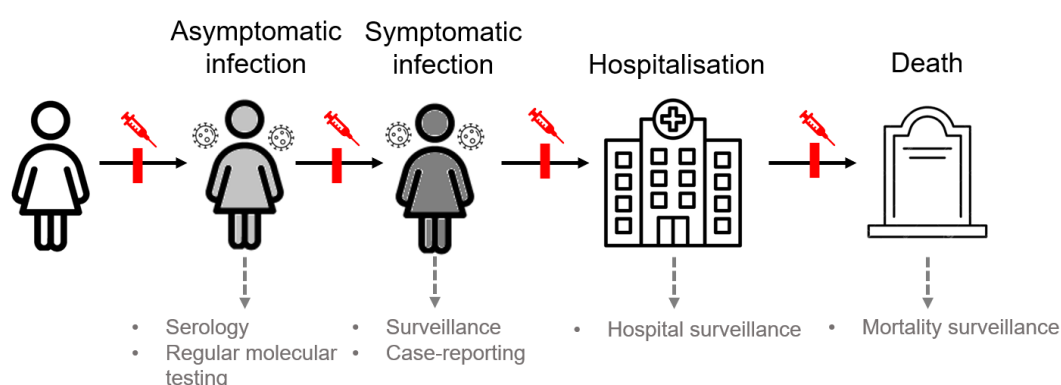 Asymptomatic
infection
Symptomatic
infection
Hospitalisation
Death
• Serology
• Regular molecular
testing
• Surveillance
• Case-reporting
• Hospital surveillance
• Mortality surveillance